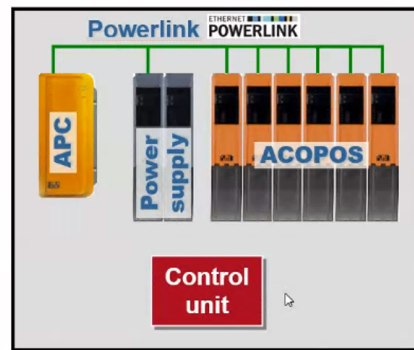 Powerlink
ETHERNET
POWERLINK
APC
Power
supply
ACOPOS
Control
unit